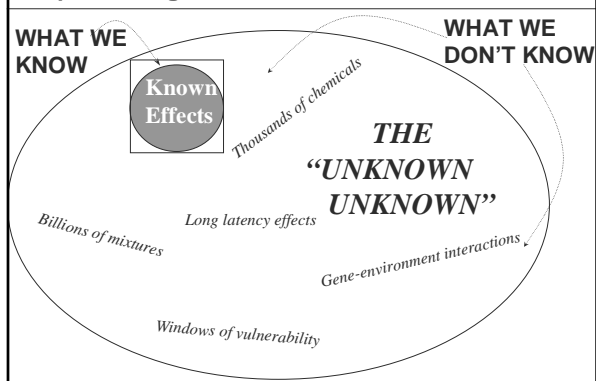 WHAT WE
KNOW
WHAT WE
DON'T KNOW
Known
Effects
Thousands of chemicals
THE
“UNKNOWN
UNKNOWN”
Billions of mixtures
Long latency effects
Gene-environment interactions
Windows of vulnerability